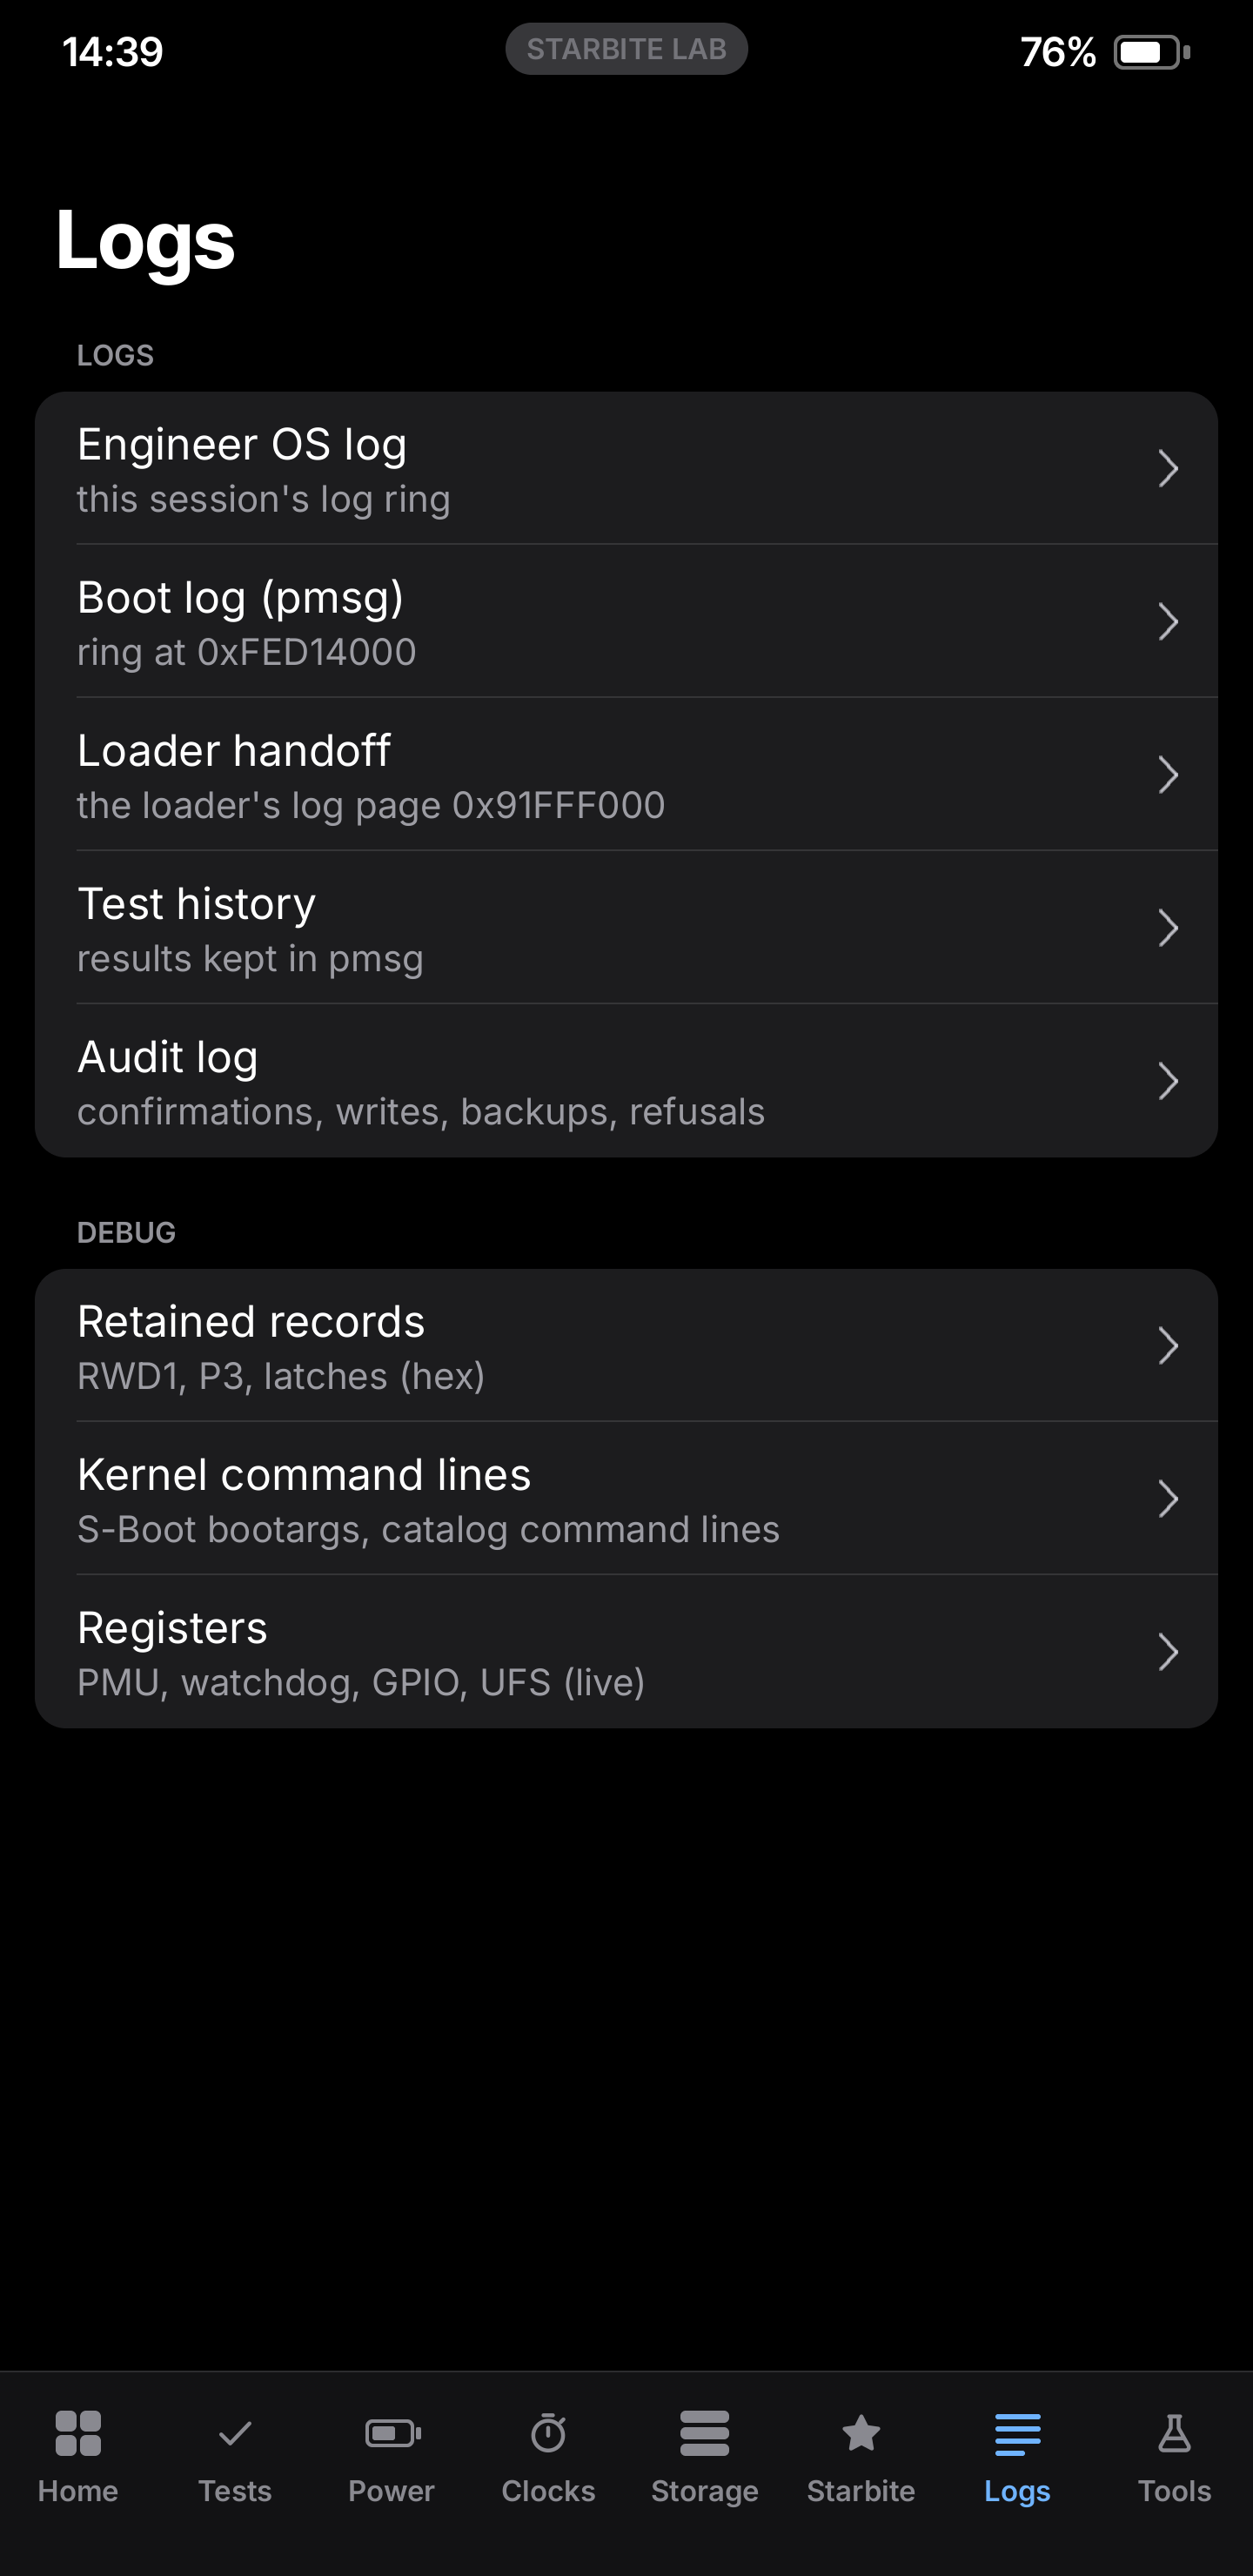 14:39
STARBITE LAB
76%
Logs
LOGS
Engineer OS log
this session's log ring
Boot log (pmsg)
ring at 0xFED14000
Loader handoff
the loader's log page 0x91FFF000
Test history
results kept in pmsg
Audit log
confirmations, writes, backups, refusals
DEBUG
Retained records
RWD1, P3, latches (hex)
Kernel command lines
S-Boot bootargs, catalog command lines
Registers
PMU, watchdog, GPIO, UFS (live)
Home
Tests
Power
Clocks
Storage
Starbite
Logs
Tools